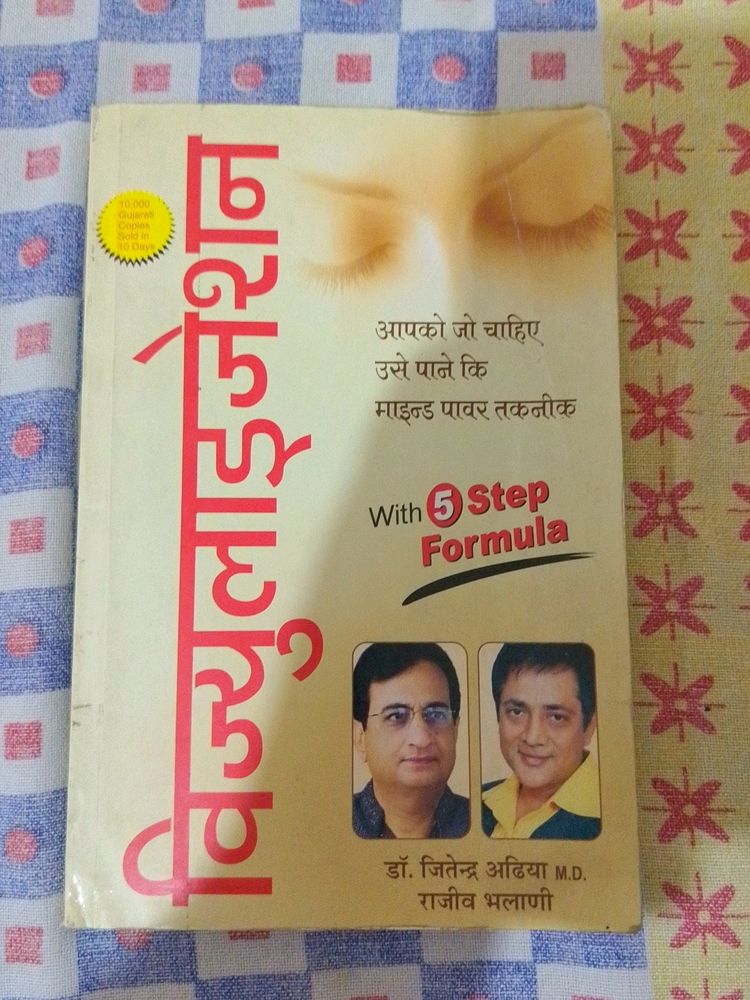 विज्युलाइजेशन
10,000
Gujarati
Copies
Sold in
10 Days
आपको जो चाहिए
उसे पाने कि
माइन्ड पावर तकनीक
With 5 Step
Formula
डॉ. जितेन्द्र अढिया M.D.
राजीव भलाणी